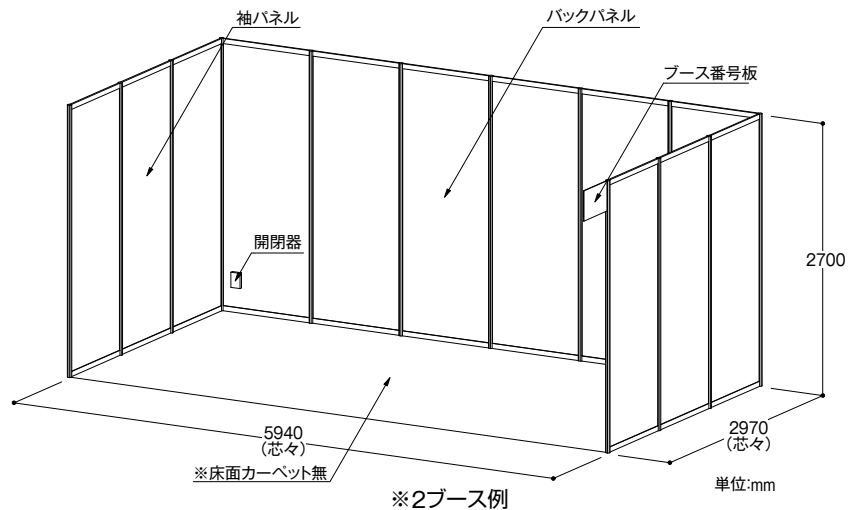 袖パネル
バックパネル
ブース番号板
開閉器
2700
5940
(芯々)
2970
(芯々)
※床面カーペット無
単位:mm
※2ブース例